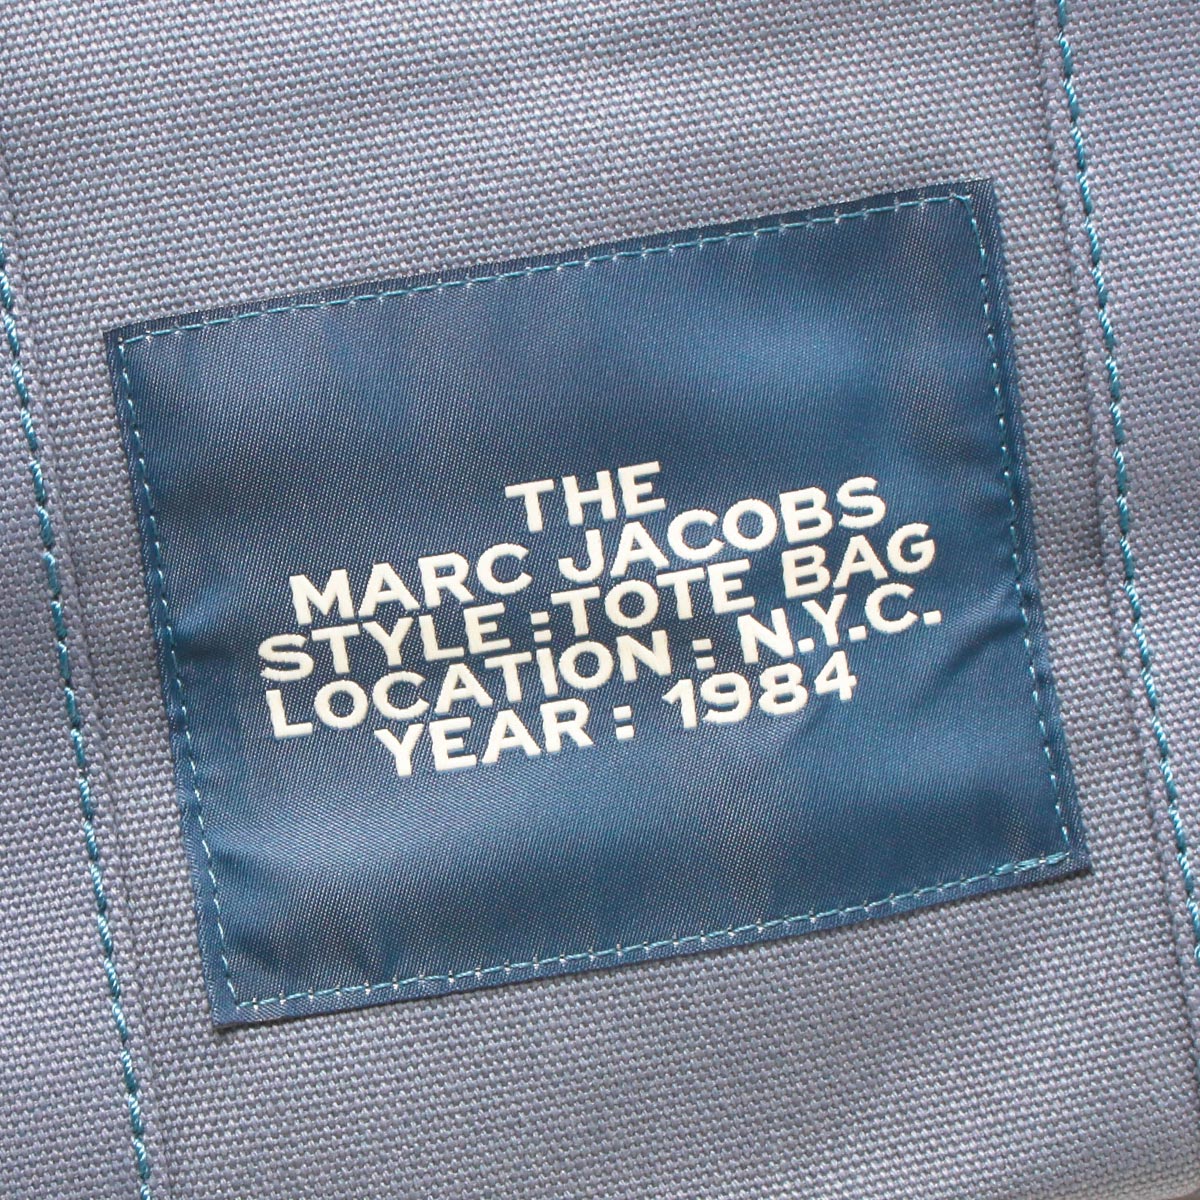 THE
MARC JACOBS
STYLE :TOTE BAG
LOCATION : N.Y.C.
YEAR : 1984